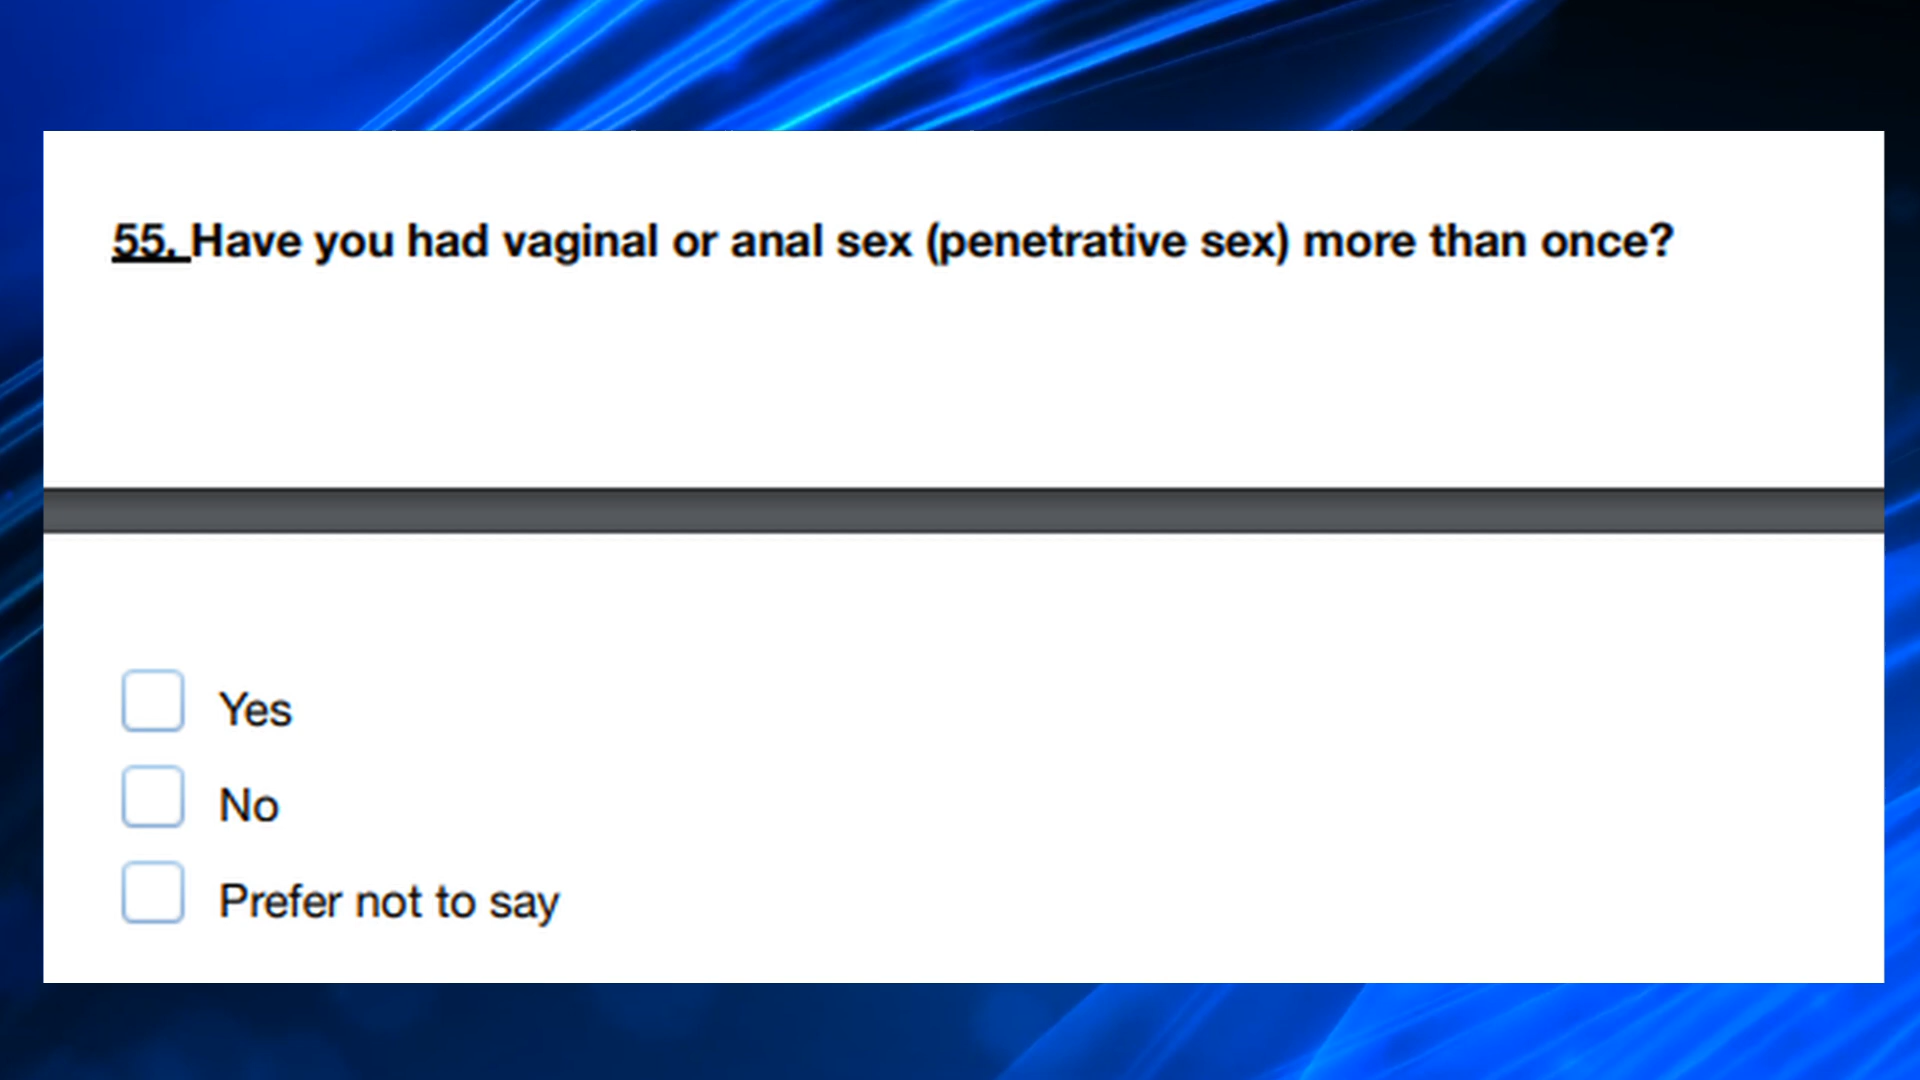 55. Have you had vaginal or anal sex (penetrative sex) more than once?
Yes
No
Prefer not to say